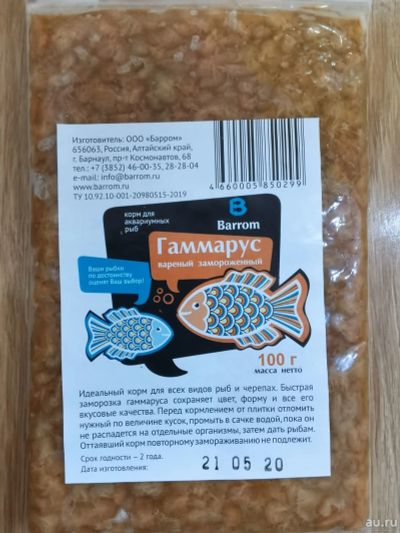 Изготовитель: ООО «Барром»
656063, Россия, Алтайский край,
г. Барнаул, пр-т Космонавтов, 68
тел.: +7 (3852) 46-00-35, 28-28-04
e-mail: info@barrom.ru
www.barrom.ru
ТУ 10.92.10-001-20980515-2019
4 660005 850299
корм для
аквариумных
рыб
Barrom
Гаммарус
вареный замороженный
Ваши рыбки
по достоинству
оценят Ваш выбор!
100 г
масса нетто
Идеальный корм для всех видов рыб и черепах. Быстрая
заморозка гаммаруса сохраняет цвет, форму и все его
вкусовые качества. Перед кормлением от плитки отломить
нужный по величине кусок, промыть в сачке водой, пока он
не распадется на отдельные организмы, затем дать рыбам.
Оттаявший корм повторному замораживанию не подлежит.
Срок годности – 2 года.
Дата изготовления:
21 05 20
au.ru